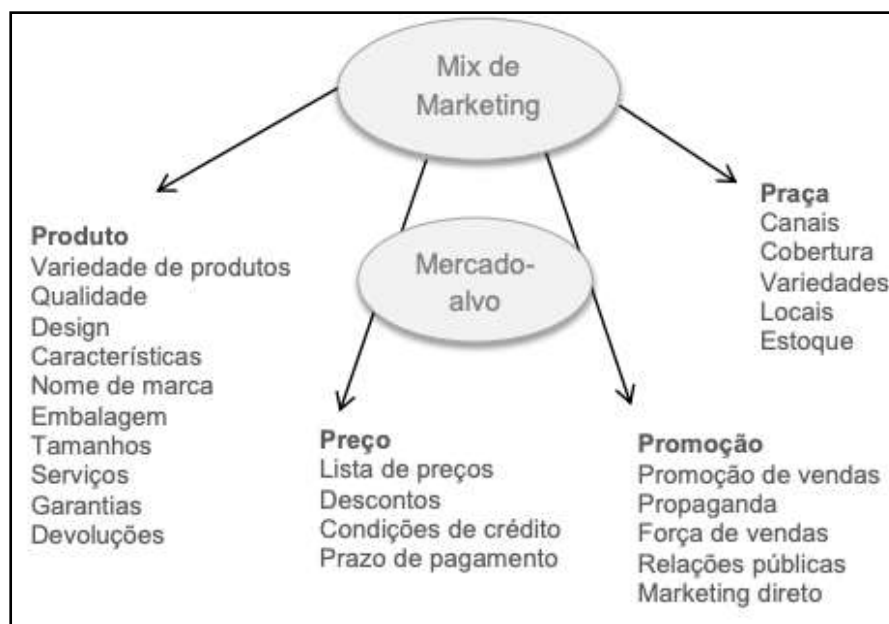 Mix de
Marketing
Mercado-
alvo
Produto
Variedade de produtos
Qualidade
Design
Características
Nome de marca
Embalagem
Tamanhos
Serviços
Garantias
Devoluções
Preço
Lista de preços
Descontos
Condições de crédito
Prazo de pagamento
Promoção
Promoção de vendas
Propaganda
Força de vendas
Relações públicas
Marketing direto
Praça
Canais
Cobertura
Variedades
Locais
Estoque